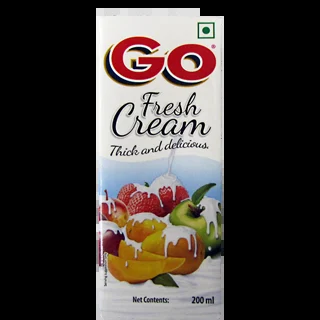 GO®
Fresh
Cream
Thick and delicious.
Net Contents: 200 ml